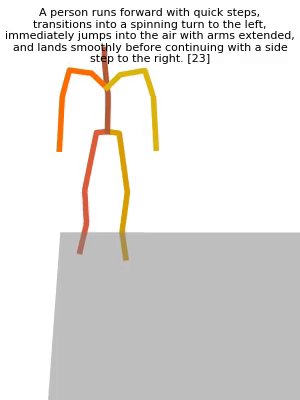 A person runs forward with quick steps,
transitions into a spinning turn to the left,
immediately jumps into the air with arms extended,
and lands smoothly before continuing with a side
step to the right. [23]